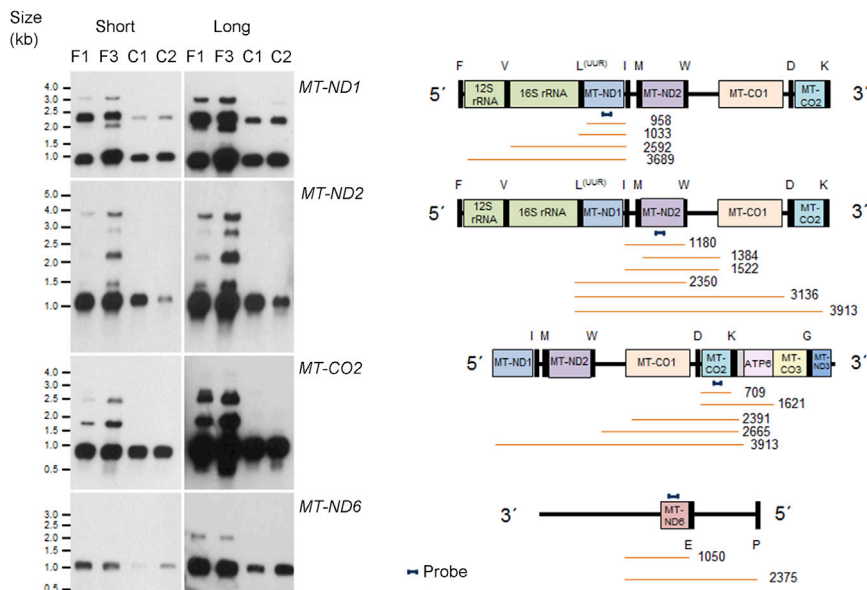 Size
(kb)
Short
Long
F1 F3 C1 C2
F1 F3 C1 C2
MT-ND1
4.0
3.0
2.5
2.0
1.5
1.0
MT-ND2
5.0
4.0
3.0
2.5
2.0
1.5
1.0
MT-CO2
4.0
3.0
2.5
2.0
1.5
1.0
0.5
MT-ND6
3.0
2.5
2.0
1.5
1.0
0.5
F V L(UUR) I M W D K
5´ 12S rRNA 16S rRNA MT-ND1 MT-ND2 MT-CO1 MT-CO2 3´
958
1033
2592
3689
F V L(UUR) I M W D K
5´ 12S rRNA 16S rRNA MT-ND1 MT-ND2 MT-CO1 MT-CO2 3´
1180
1384
1522
2350
3136
3913
I M W D K G
5´ MT-ND1 MT-ND2 MT-CO1 MT-CO2 ATP6 MT-CO3 MT-ND3 3´
709
1621
2391
2665
3913
3´ MT-ND6 5´
E P
1050
2375
Probe